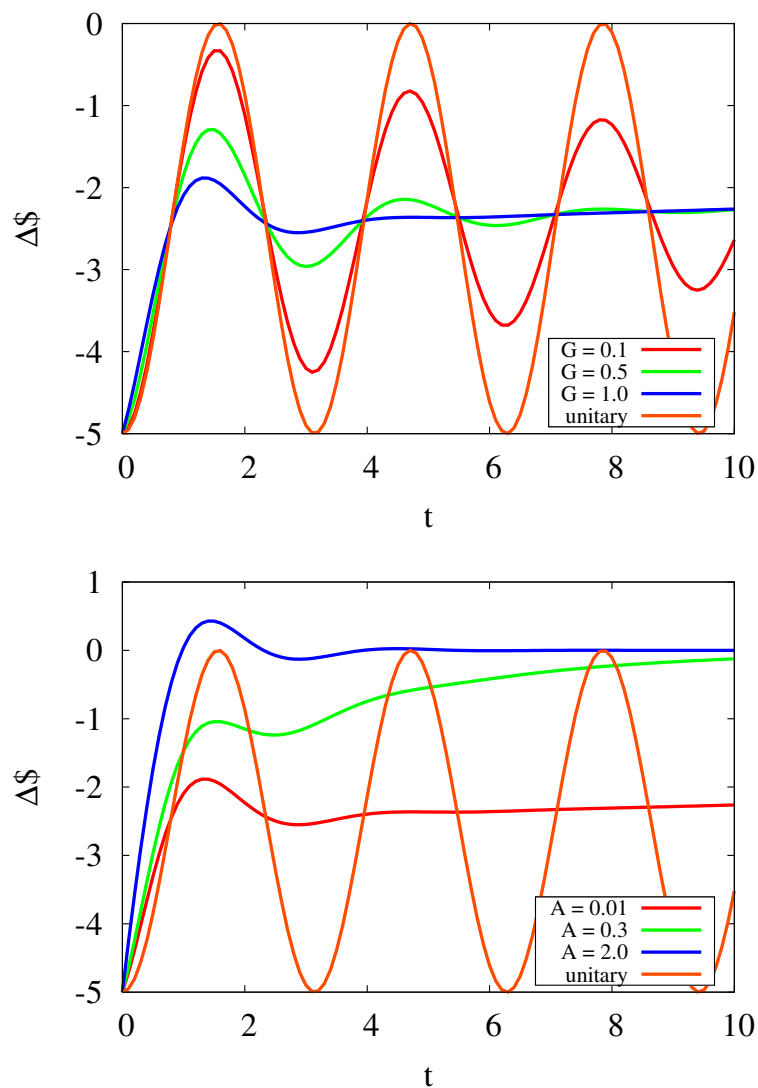 0
-1
-2
-3
-4
-5
Δ$
G = 0.1
G = 0.5
G = 1.0
unitary
0 2 4 6 8 10
t
1
0
-1
-2
-3
-4
-5
Δ$
A = 0.01
A = 0.3
A = 2.0
unitary
0 2 4 6 8 10
t